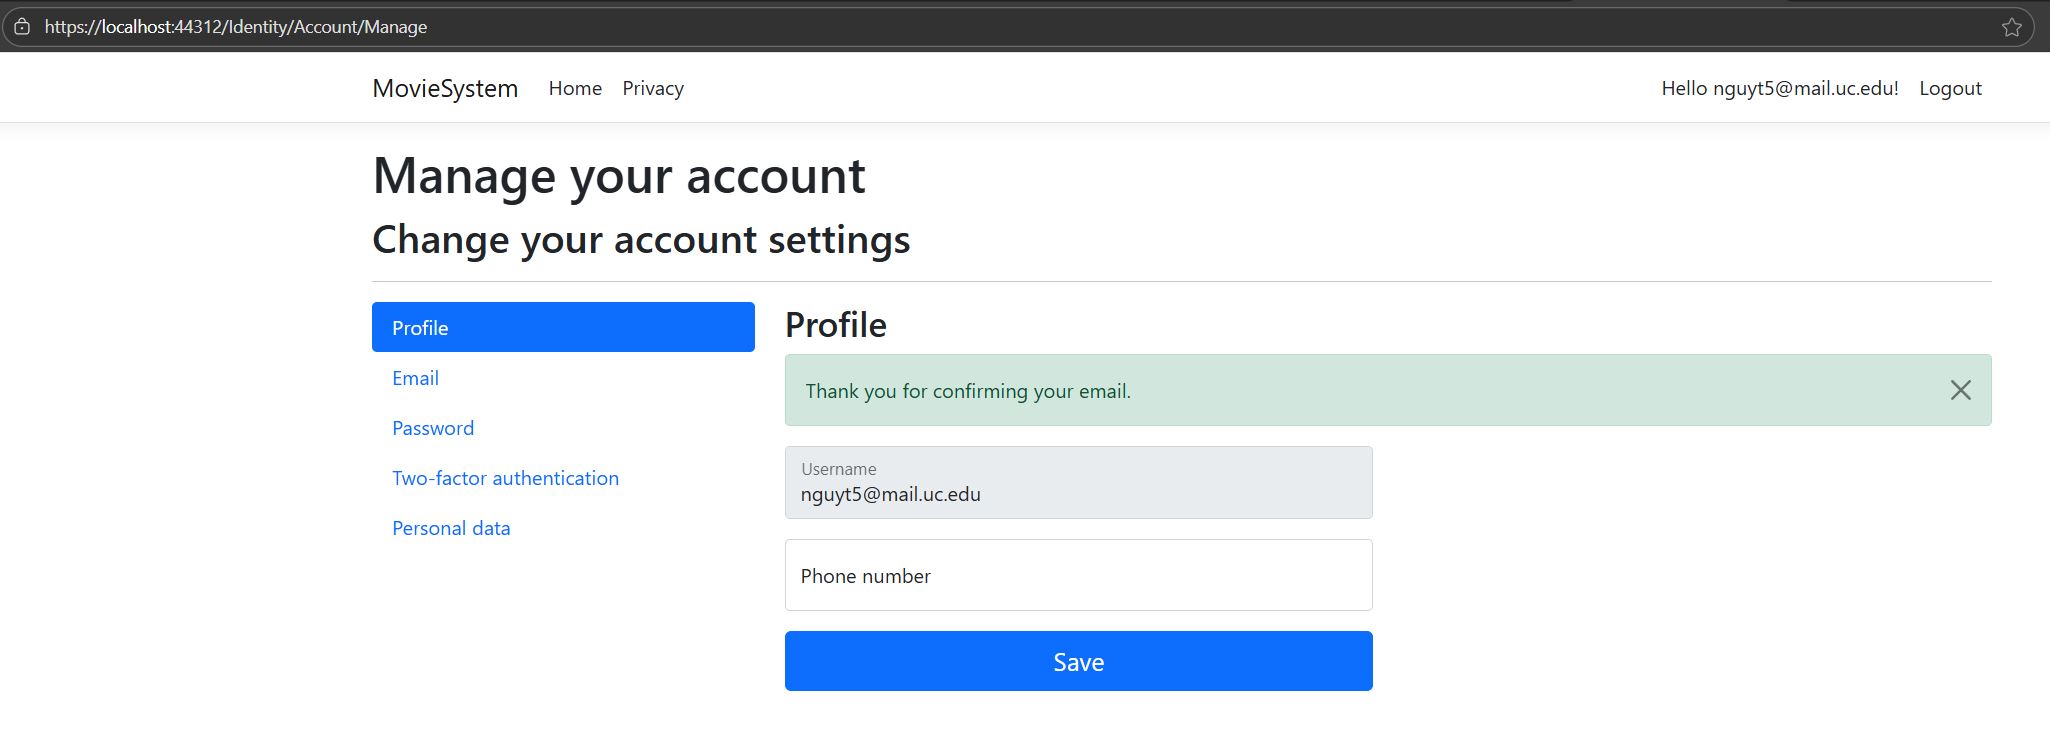 https://localhost:44312/Identity/Account/Manage
MovieSystem Home Privacy Hello nguyt5@mail.uc.edu! Logout
Manage your account
Change your account settings
Profile
Email
Password
Two-factor authentication
Personal data
Profile
Thank you for confirming your email.
Username
nguyt5@mail.uc.edu
Phone number
Save